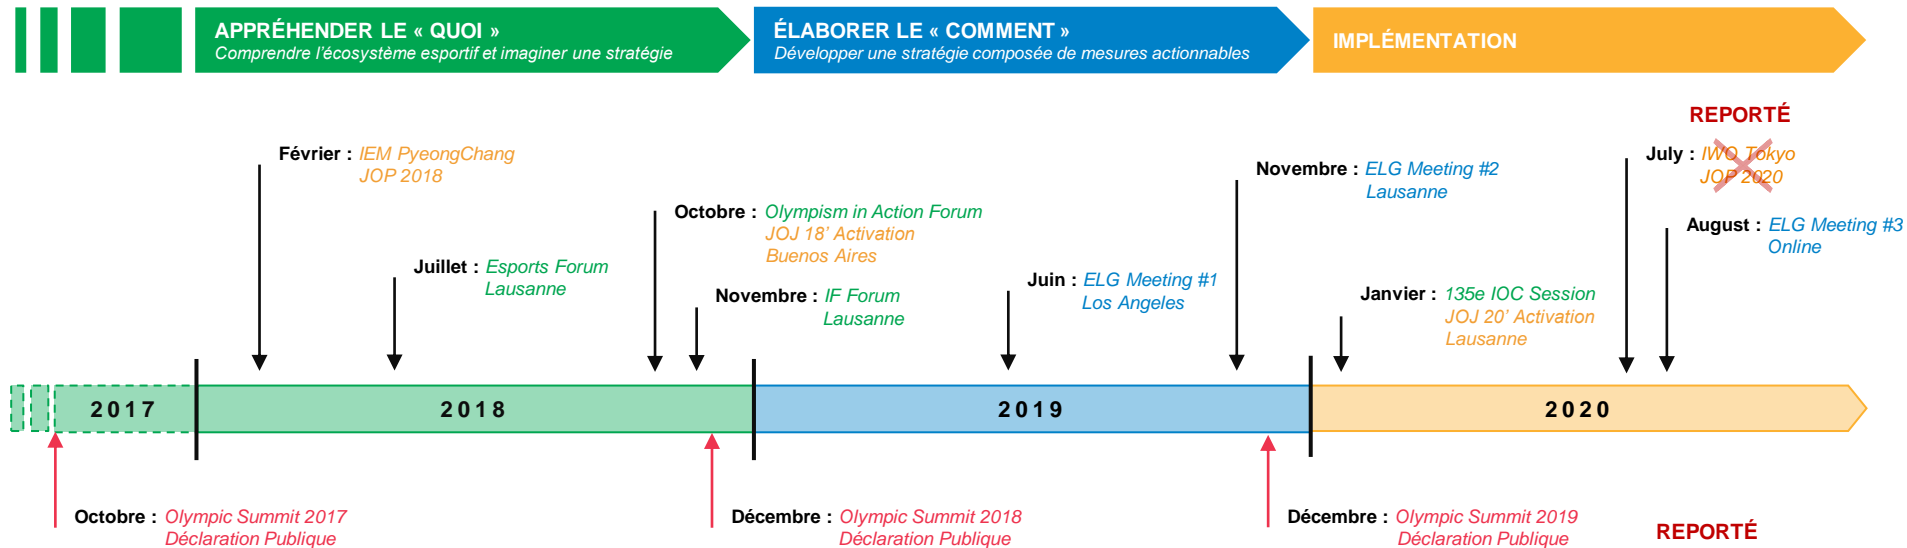 APPRÉHENDER LE « QUOI »
Comprendre l'écosystème esportif et imaginer une stratégie
ÉLABORER LE « COMMENT »
Développer une stratégie composée de mesures actionnables
IMPLÉMENTATION
REPORTÉ
Février : IEM PyeongChang
JOP 2018
Juillet : Esports Forum
Lausanne
Octobre : Olympism in Action Forum
JOJ 18' Activation
Buenos Aires
Novembre : IF Forum
Lausanne
Juin : ELG Meeting #1
Los Angeles
Novembre : ELG Meeting #2
Lausanne
Janvier : 135e IOC Session
JOJ 20' Activation
Lausanne
July : IWO Tokyo
JOP 2020
August : ELG Meeting #3
Online
2017
2018
2019
2020
Octobre : Olympic Summit 2017
Déclaration Publique
Décembre : Olympic Summit 2018
Déclaration Publique
Décembre : Olympic Summit 2019
Déclaration Publique
REPORTÉ